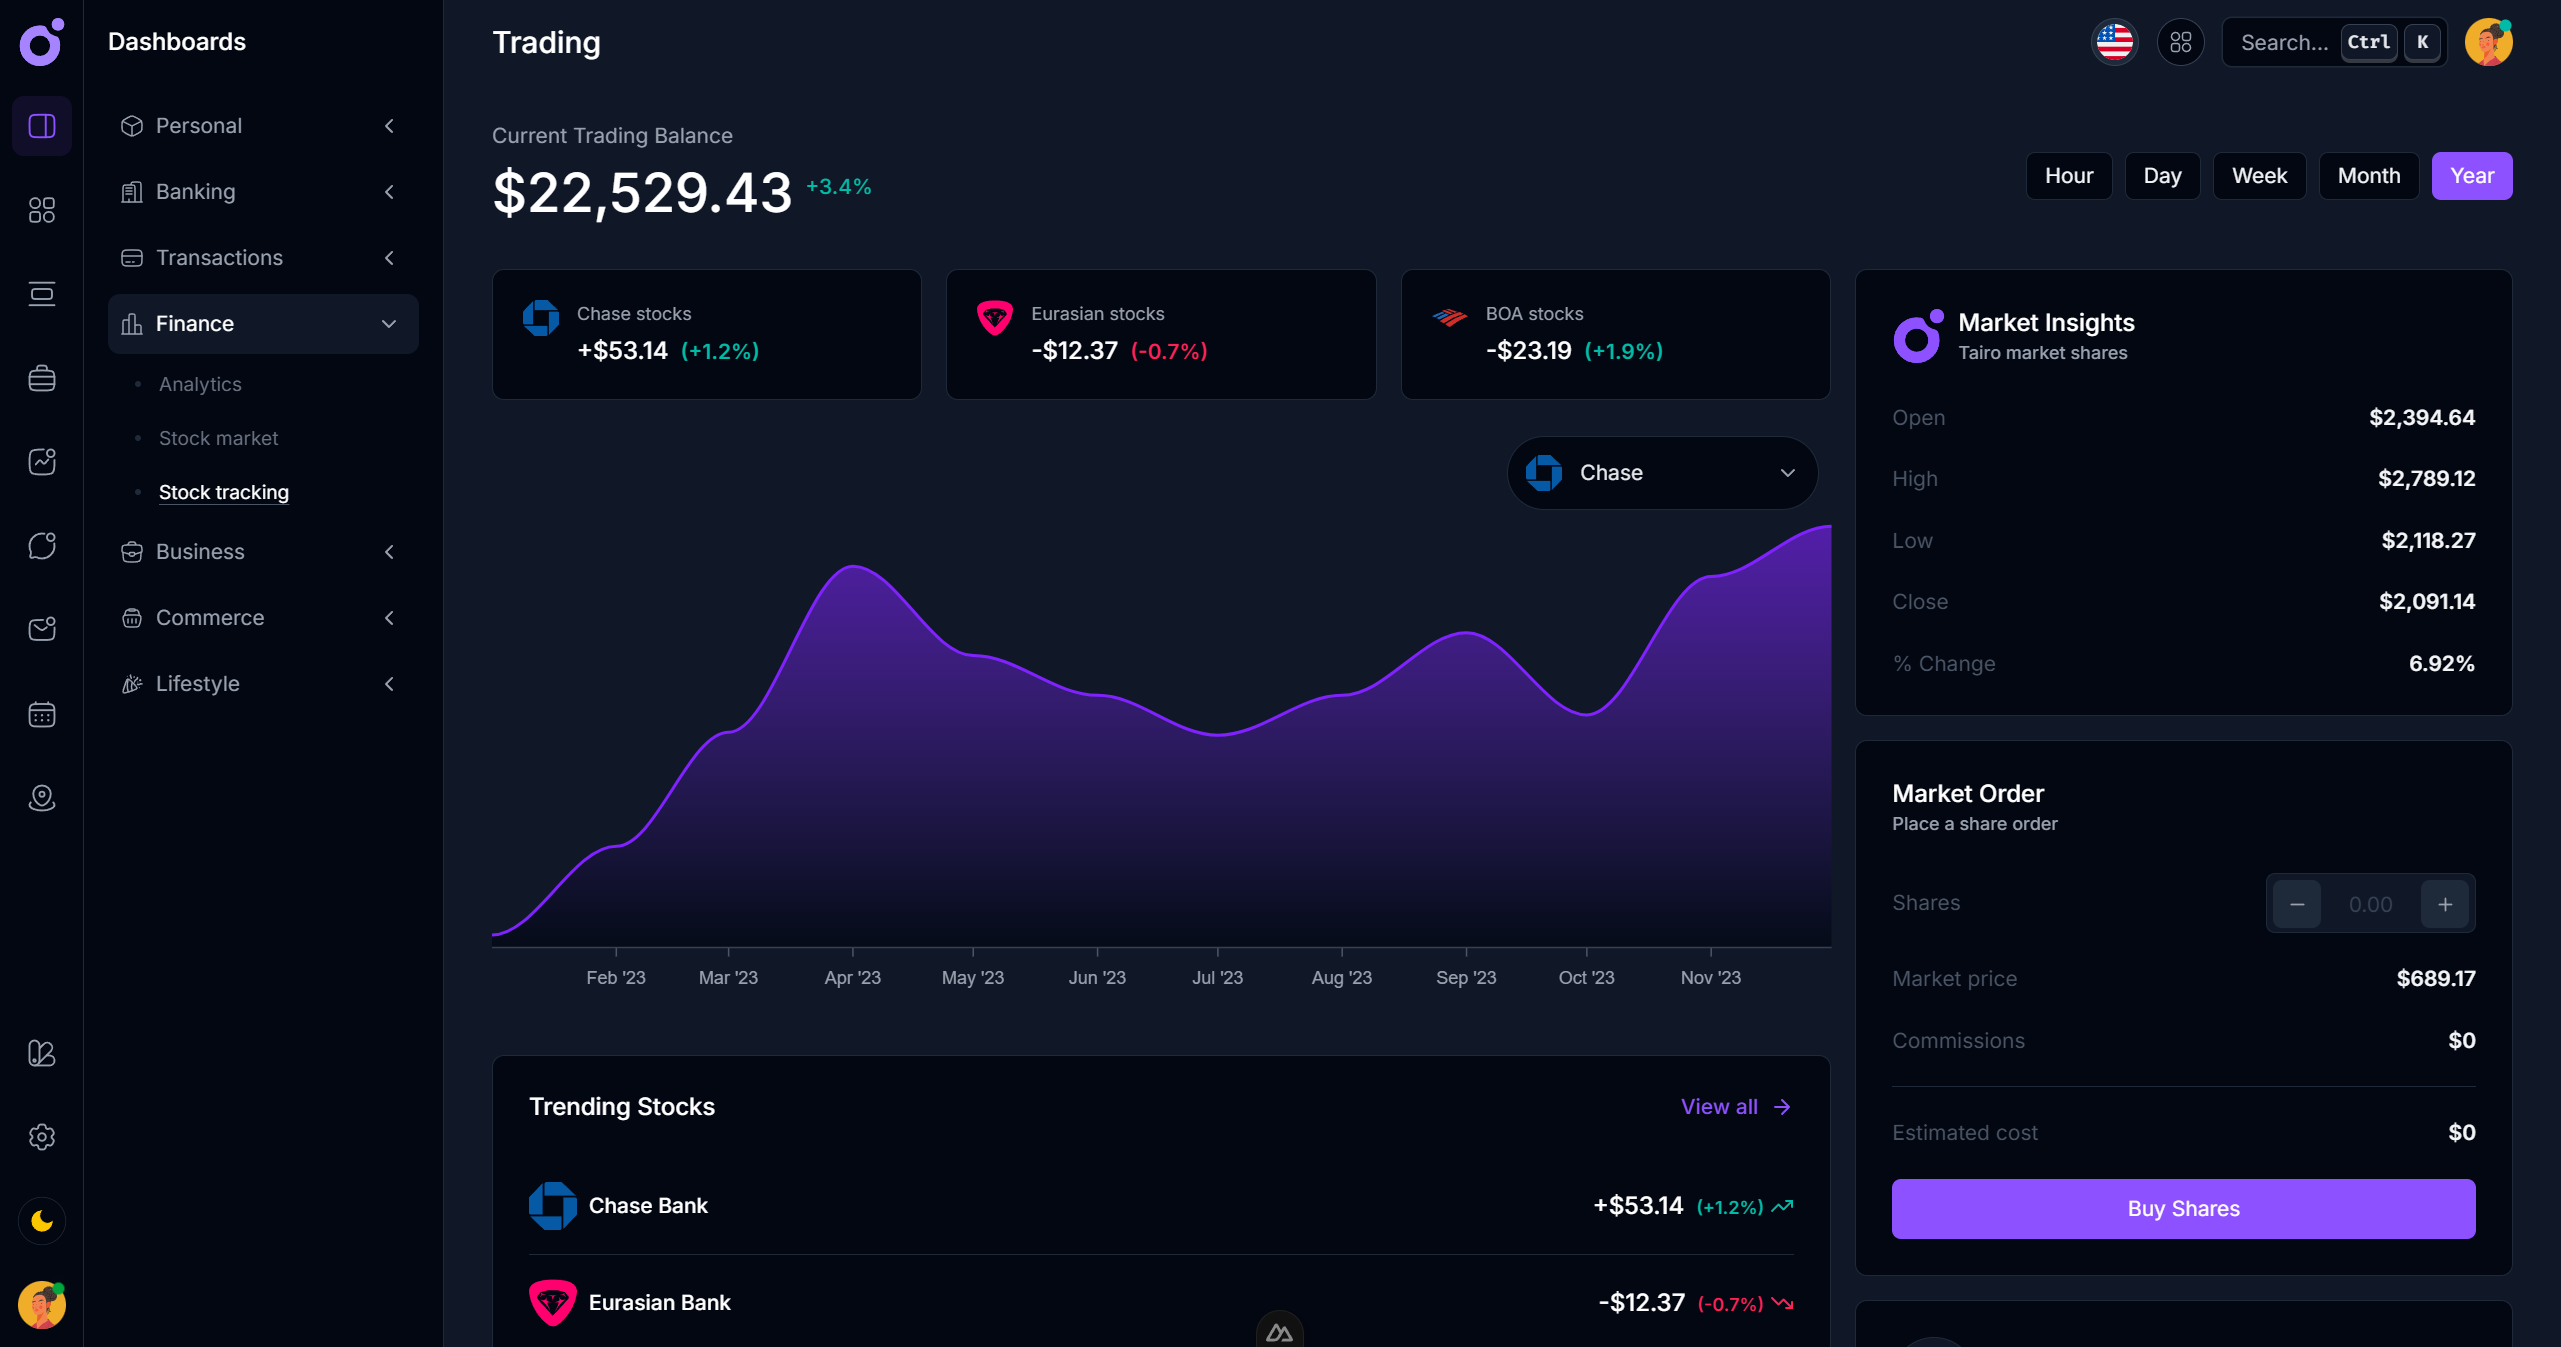 Dashboards
Personal
Banking
Transactions
Finance
Analytics
Stock market
Stock tracking
Business
Commerce
Lifestyle
Trading
Search... Ctrl K
Current Trading Balance
$22,529.43 +3.4%
Hour Day Week Month Year
Chase stocks
+$53.14 (+1.2%)
Eurasian stocks
-$12.37 (-0.7%)
BOA stocks
-$23.19 (+1.9%)
Chase
Feb '23 Mar '23 Apr '23 May '23 Jun '23 Jul '23 Aug '23 Sep '23 Oct '23 Nov '23
Trending Stocks View all
Chase Bank +$53.14 (+1.2%)
Eurasian Bank -$12.37 (-0.7%)
Market Insights
Tairo market shares
Open $2,394.64
High $2,789.12
Low $2,118.27
Close $2,091.14
% Change 6.92%
Market Order
Place a share order
Shares − 0.00 +
Market price $689.17
Commissions $0
Estimated cost $0
Buy Shares